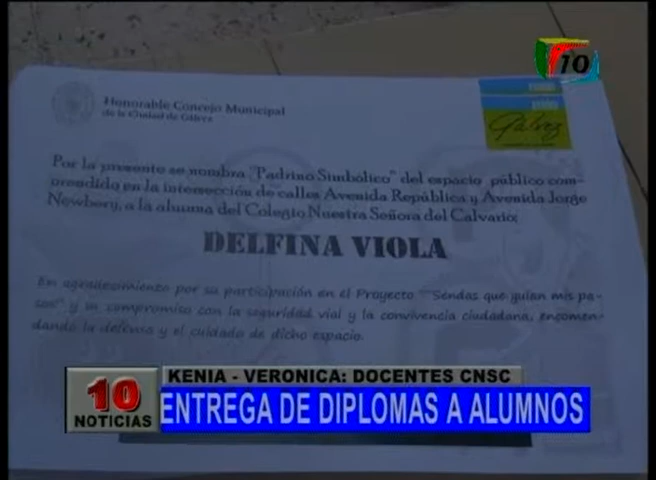 10
Honorable Concejo Municipal
de la Ciudad de Gálvez
Gálvez
Por la presente se nombra "Padrino Simbólico" del espacio público com-
prendido en la intersección de calles Avenida República y Avenida Jorge
Newbery, a la alumna del Colegio Nuestra Señora del Calvario:
DELFINA VIOLA
En agradecimiento por su participación en el Proyecto "Sendas que guían mis pa-
sos" y su compromiso con la seguridad vial y la convivencia ciudadana, encomen-
dando la defensa y el cuidado de dicho espacio.
KENIA - VERONICA: DOCENTES CNSC
10
NOTICIAS
ENTREGA DE DIPLOMAS A ALUMNOS